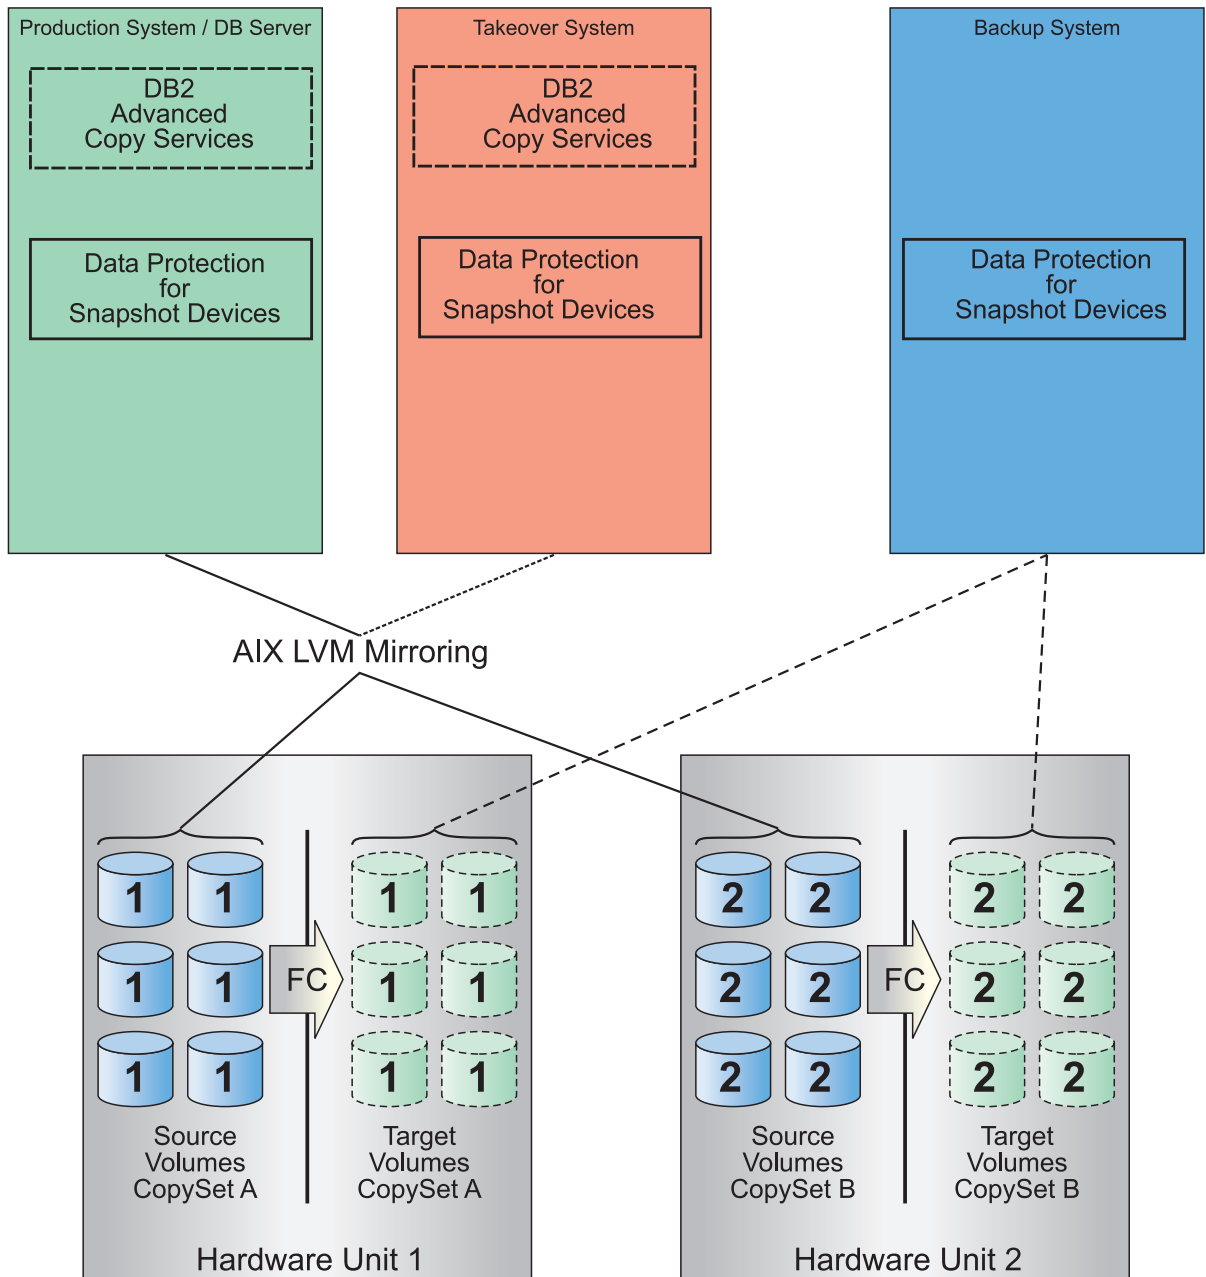 Production System / DB Server
DB2
Advanced
Copy Services
Data Protection
for
Snapshot Devices
Takeover System
DB2
Advanced
Copy Services
Data Protection
for
Snapshot Devices
Backup System
Data Protection
for
Snapshot Devices
AIX LVM Mirroring
1 1 1 1
1 1 FC 1 1
1 1 1 1
Source
Volumes
CopySet A
Target
Volumes
CopySet A
Hardware Unit 1
2 2 2 2
2 2 FC 2 2
2 2 2 2
Source
Volumes
CopySet B
Target
Volumes
CopySet B
Hardware Unit 2